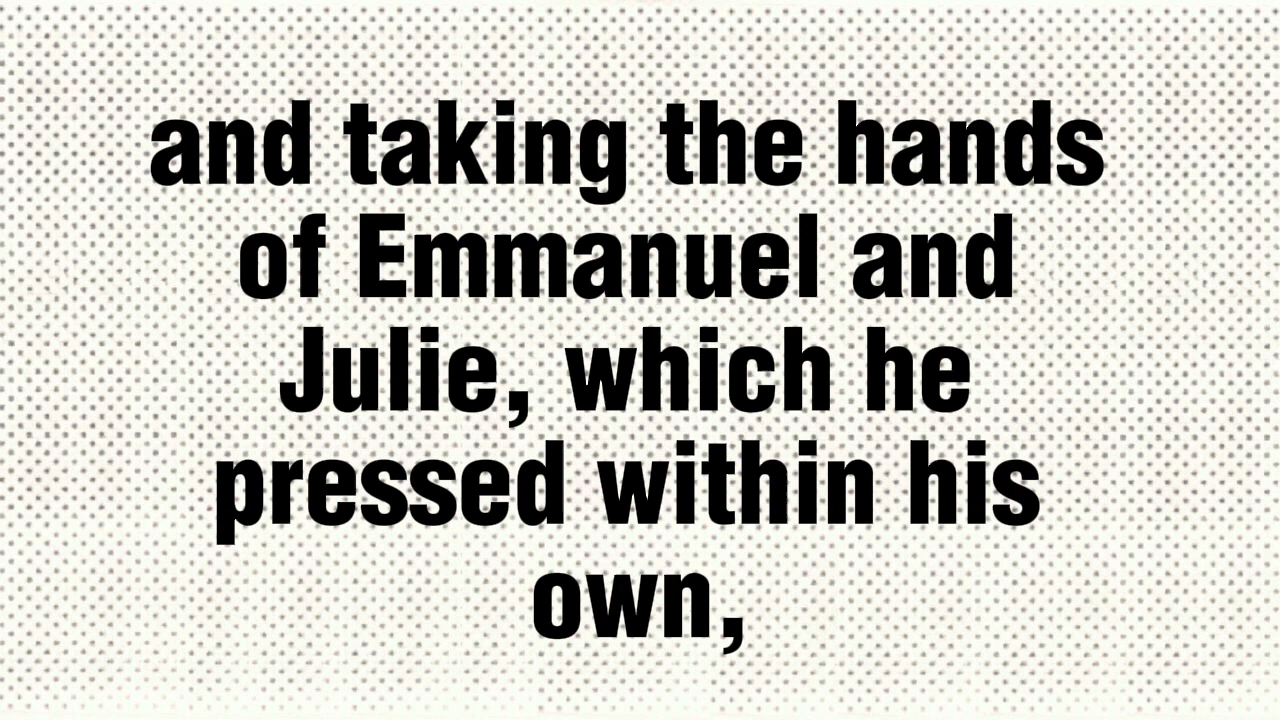 and taking the hands
of Emmanuel and
Julie, which he
pressed within his
own,